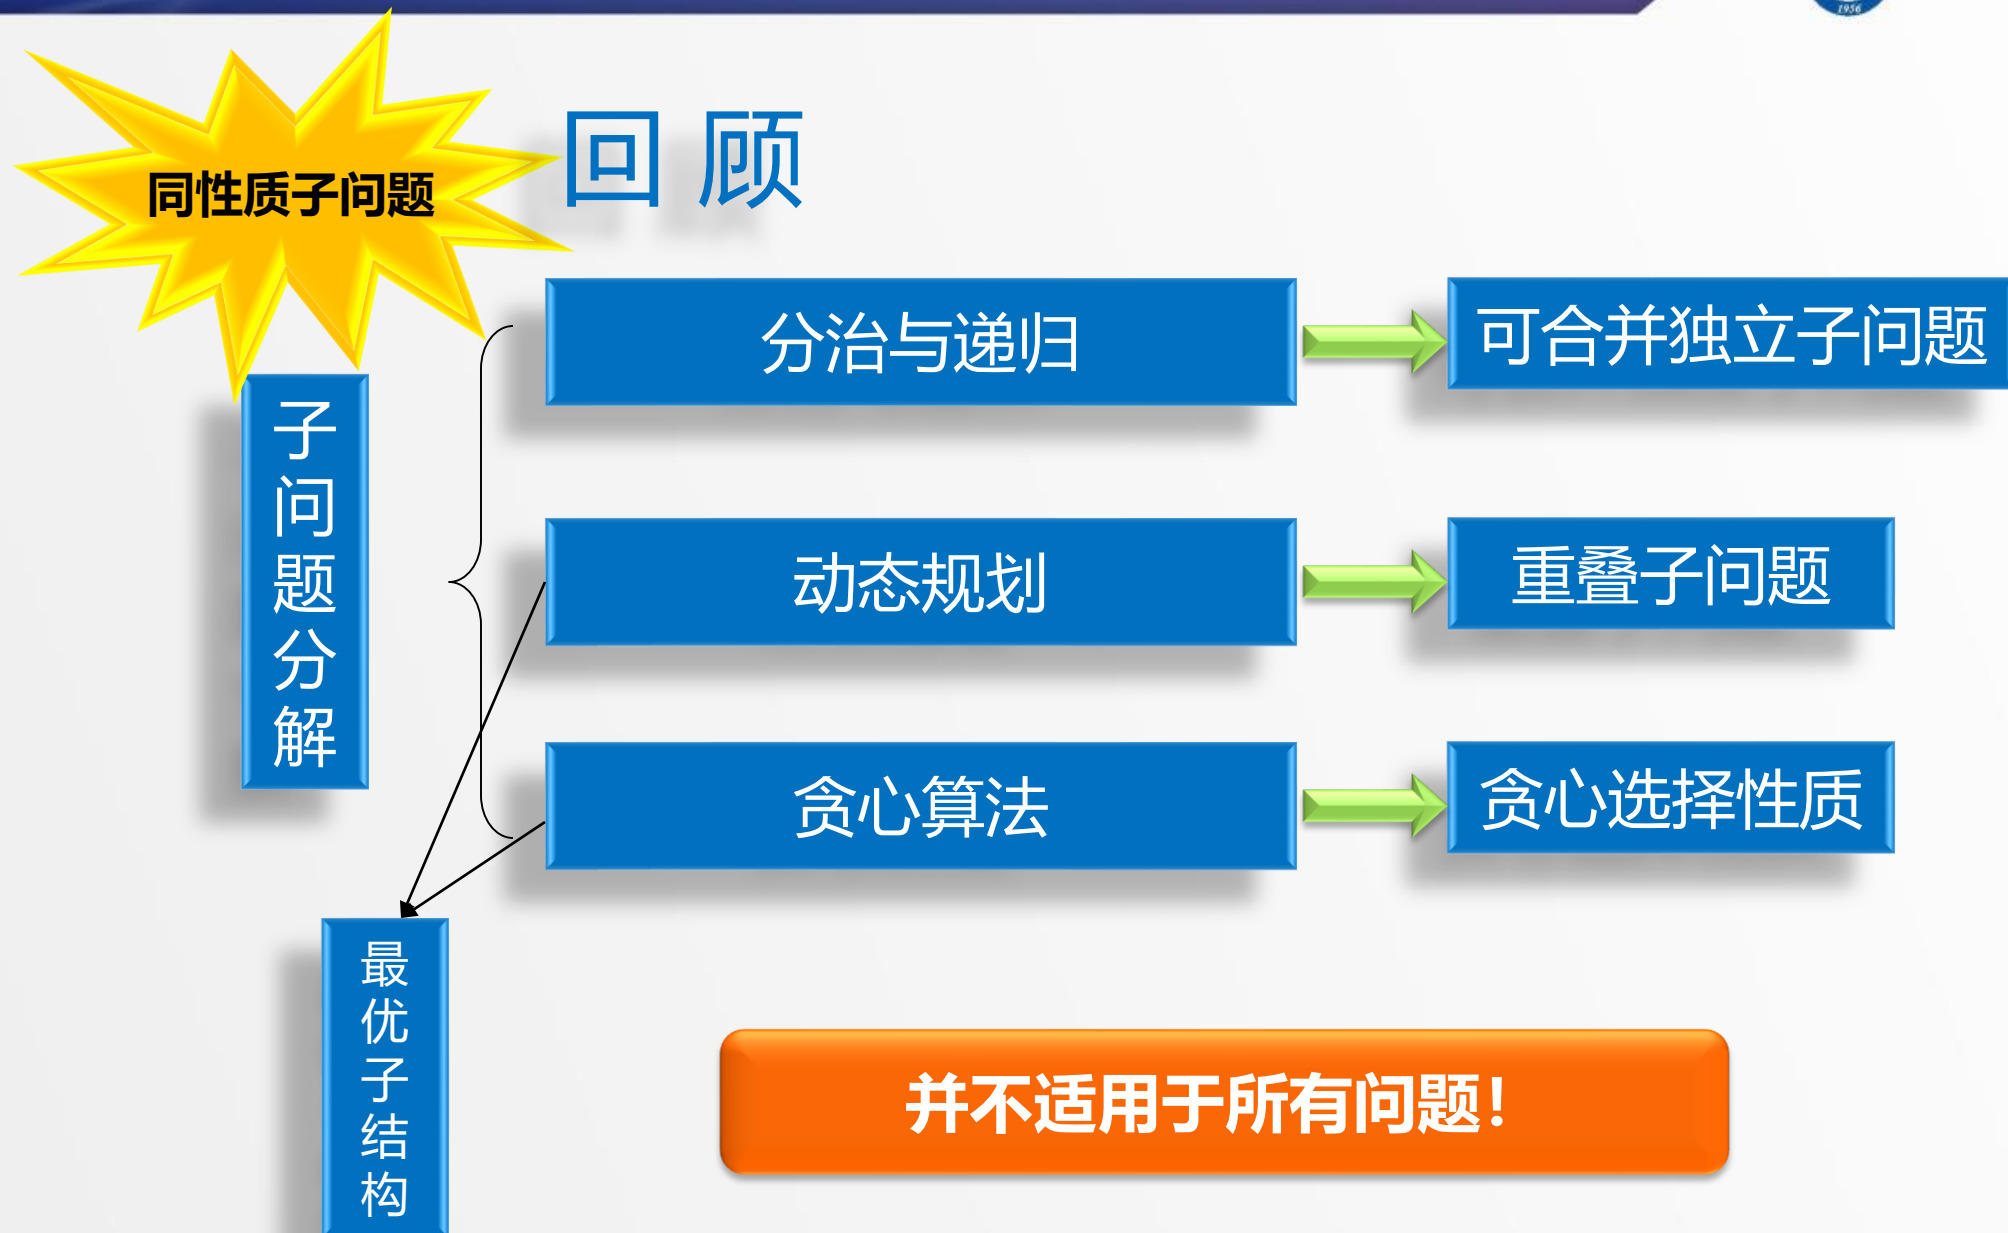 1956
同性质子问题
回 顾
分治与递归
可合并独立子问题
子
问
题
分
解
动态规划
重叠子问题
贪心算法
贪心选择性质
最
优
子
结
构
并不适用于所有问题！